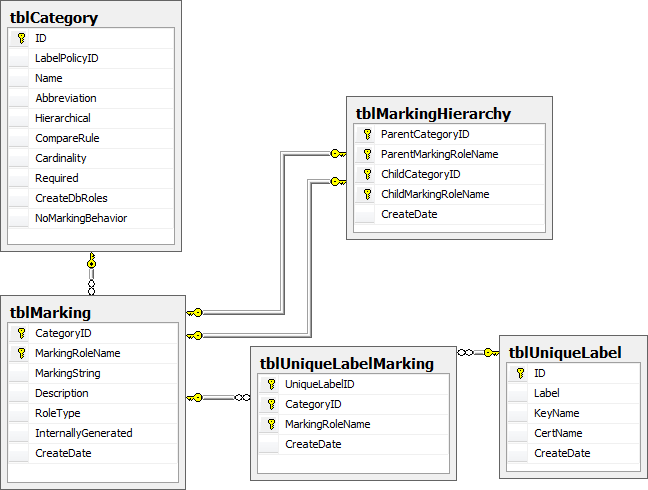 tblCategory
ID
LabelPolicyID
Name
Abbreviation
Hierarchical
CompareRule
Cardinality
Required
CreateDbRoles
NoMarkingBehavior
tblMarkingHierarchy
ParentCategoryID
ParentMarkingRoleName
ChildCategoryID
ChildMarkingRoleName
CreateDate
tblMarking
CategoryID
MarkingRoleName
MarkingString
Description
RoleType
InternallyGenerated
CreateDate
tblUniqueLabelMarking
UniqueLabelID
CategoryID
MarkingRoleName
CreateDate
tblUniqueLabel
ID
Label
KeyName
CertName
CreateDate